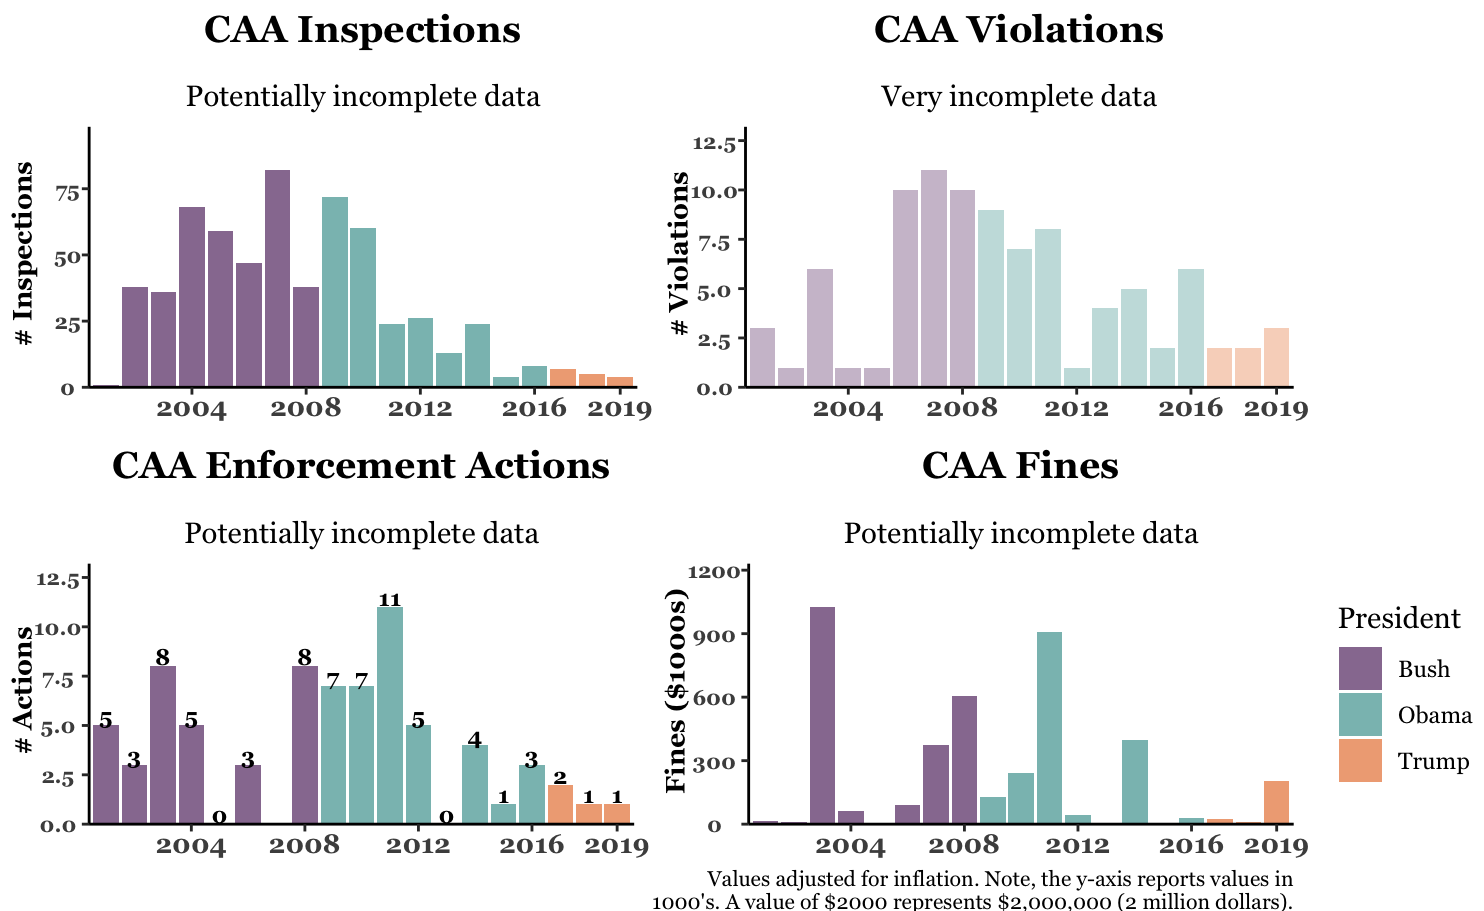 CAA Inspections
Potentially incomplete data
# Inspections
75
50
25
0
2004 2008 2012 2016 2019
CAA Violations
Very incomplete data
# Violations
12.5
10.0
7.5
5.0
2.5
0.0
2004 2008 2012 2016 2019
CAA Enforcement Actions
Potentially incomplete data
# Actions
12.5
10.0
7.5
5.0
2.5
0.0
5 3 8 5 0 3 8 7 7 11 5 0 4 1 3 2 1 1
2004 2008 2012 2016 2019
CAA Fines
Potentially incomplete data
Fines ($1000s)
1200
900
600
300
0
2004 2008 2012 2016 2019
President
Bush
Obama
Trump
Values adjusted for inflation. Note, the y-axis reports values in
1000's. A value of $2000 represents $2,000,000 (2 million dollars).